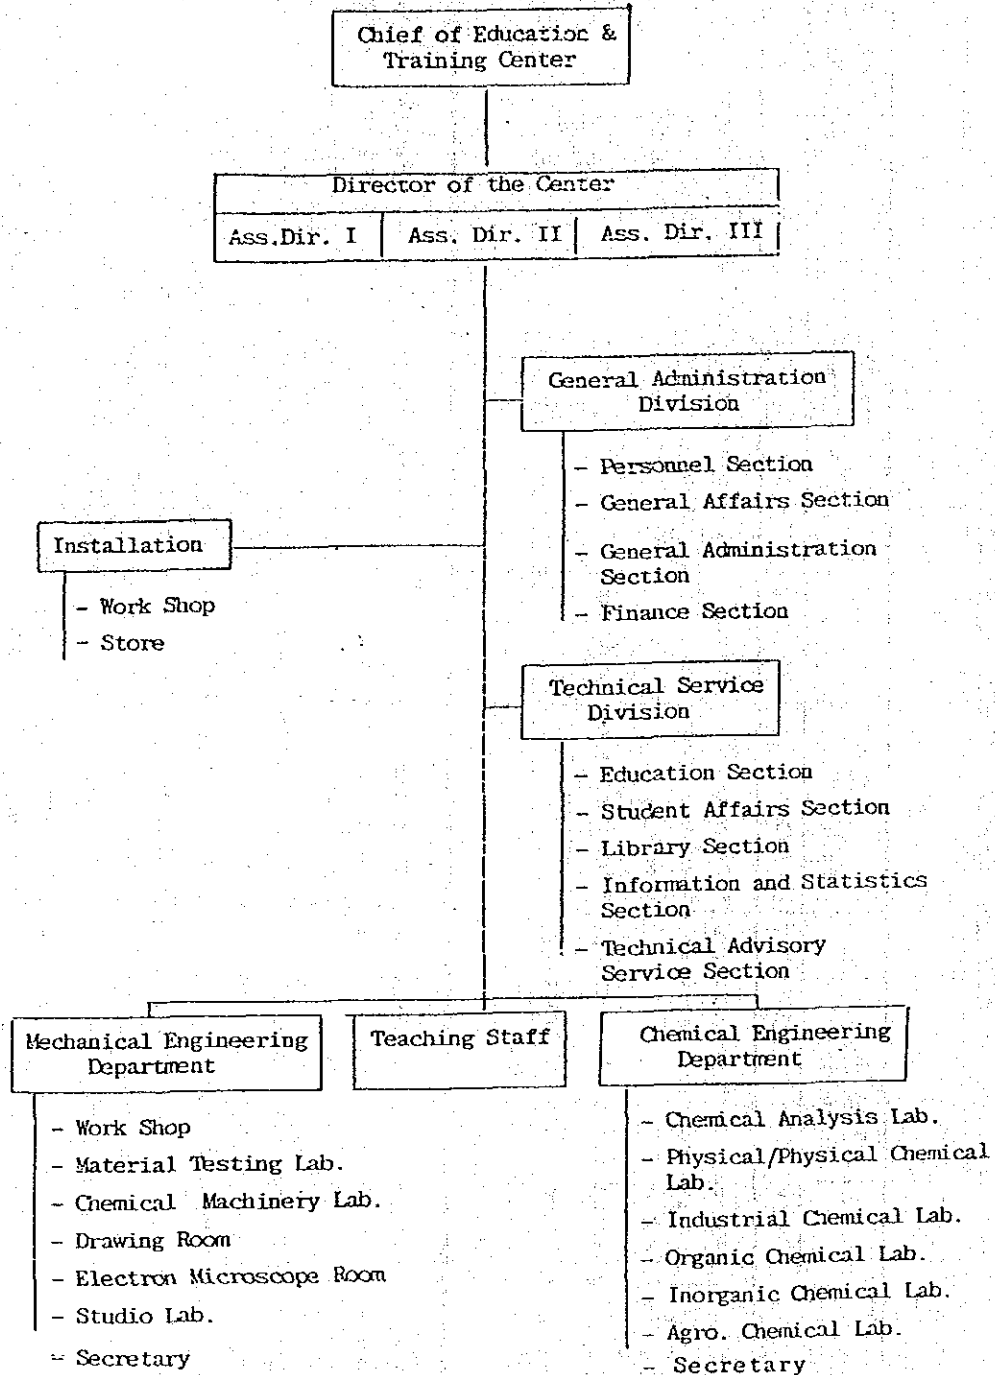 Chief of Education &
Training Center
Director of the Center
Ass.Dir. I
Ass. Dir. II
Ass. Dir. III
General Administration
Division
- Personnel Section
- General Affairs Section
- General Administration
Section
- Finance Section
Installation
- Work Shop
- Store
Technical Service
Division
- Education Section
- Student Affairs Section
- Library Section
- Information and Statistics
Section
- Technical Advisory
Service Section
Mechanical Engineering
Department
- Work Shop
- Material Testing Lab.
- Chemical Machinery Lab.
- Drawing Room
- Electron Microscope Room
- Studio Lab.
- Secretary
Teaching Staff
Chemical Engineering
Department
- Chemical Analysis Lab.
- Physical/Physical Chemical
Lab.
- Industrial Chemical Lab.
- Organic Chemical Lab.
- Inorganic Chemical Lab.
- Agro. Chemical Lab.
- Secretary